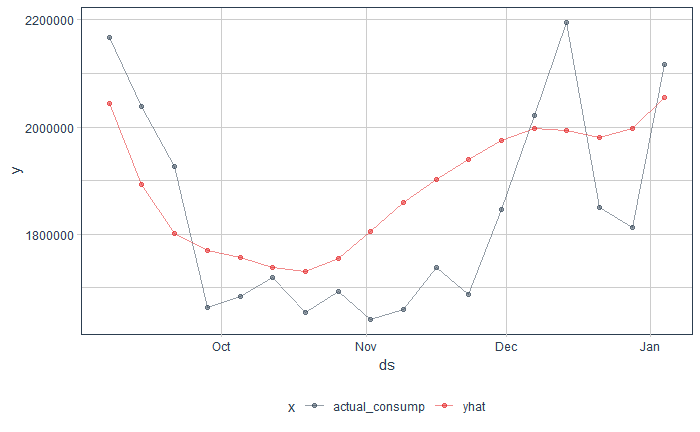 2200000
2000000
1800000
y
Oct Nov Dec Jan
ds
x actual_consump yhat